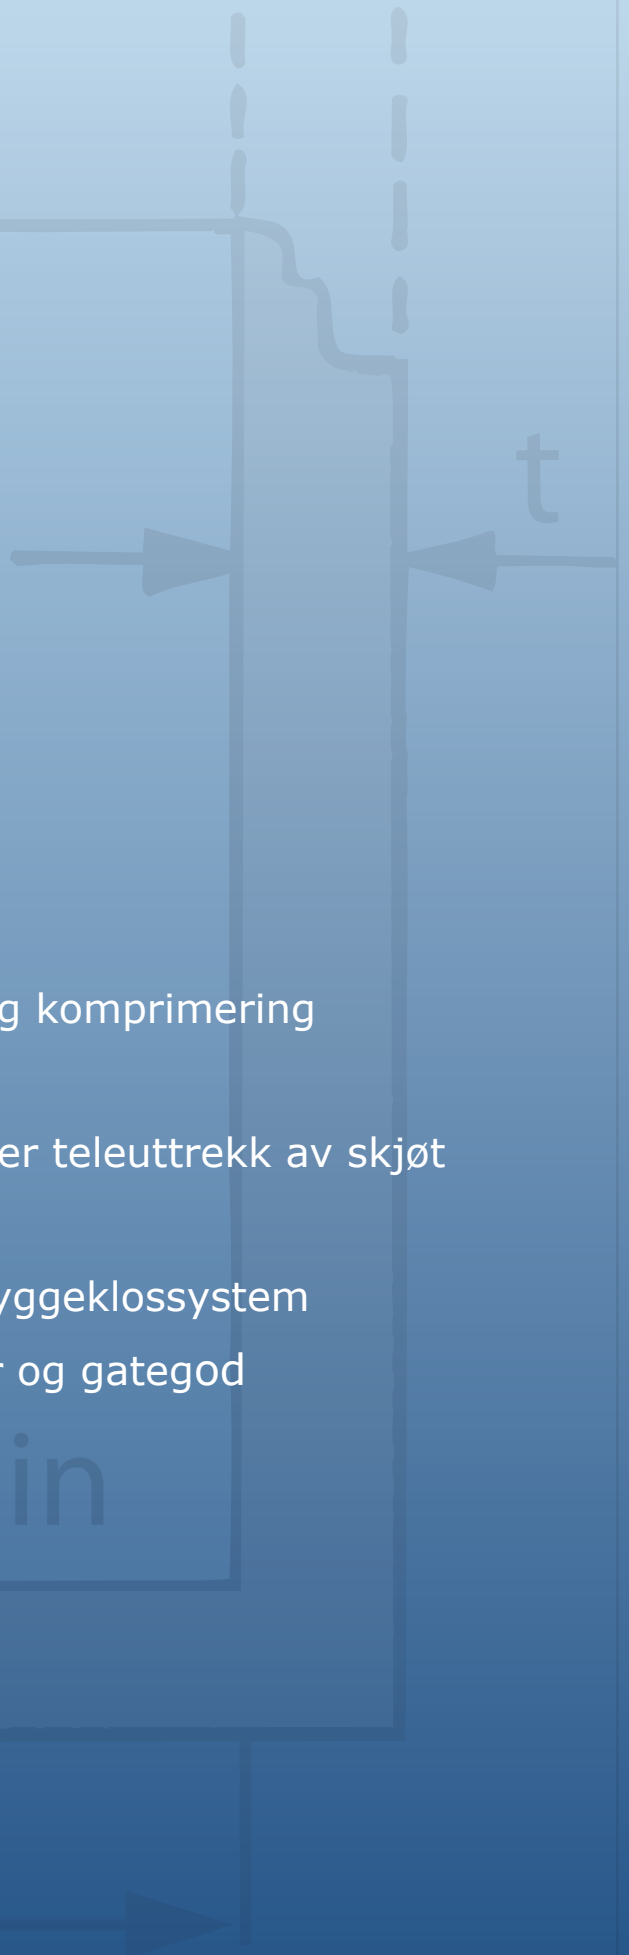 t
g komprimering
er teleuttrekk av skjøt
yggeklossystem
r og gategod
in